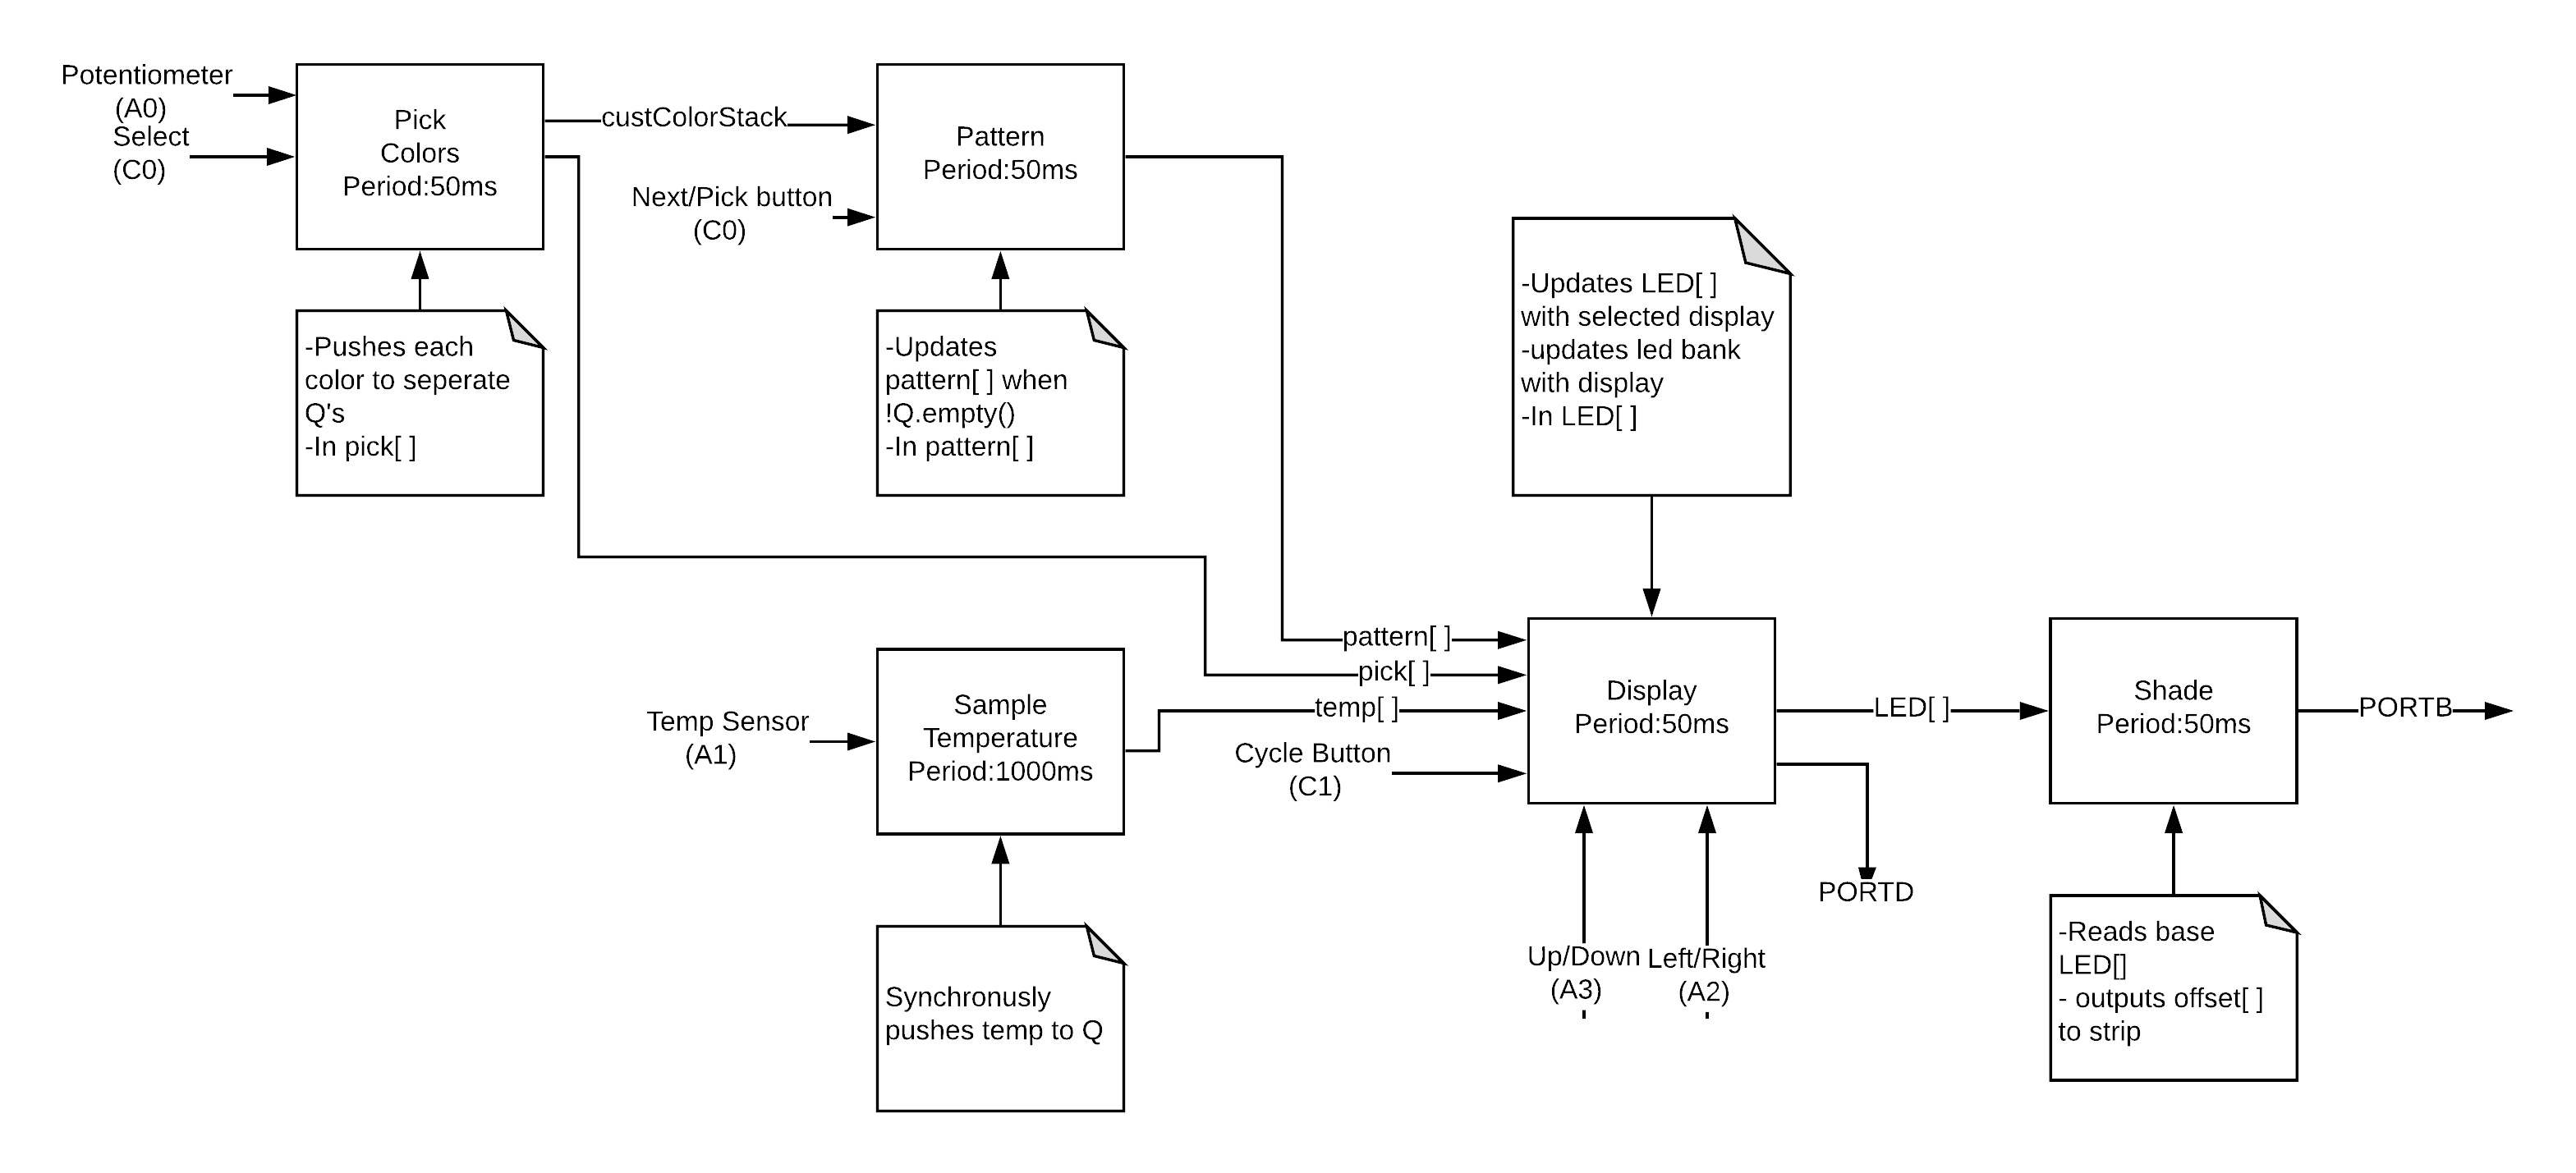 Potentiometer
(A0)
Select
(C0)
Pick
Colors
Period:50ms
custColorStack
Next/Pick button
(C0)
Pattern
Period:50ms
-Pushes each
color to seperate
Q's
-In pick[ ]
-Updates
pattern[ ] when
!Q.empty()
-In pattern[ ]
-Updates LED[ ]
with selected display
-updates led bank
with display
-In LED[ ]
pattern[ ]
pick[ ]
temp[ ]
Cycle Button
(C1)
Temp Sensor
(A1)
Sample
Temperature
Period:1000ms
Display
Period:50ms
LED[ ]
Shade
Period:50ms
PORTB
PORTD
Up/Down
(A3)
Left/Right
(A2)
Synchronusly
pushes temp to Q
-Reads base
LED[]
- outputs offset[ ]
to strip